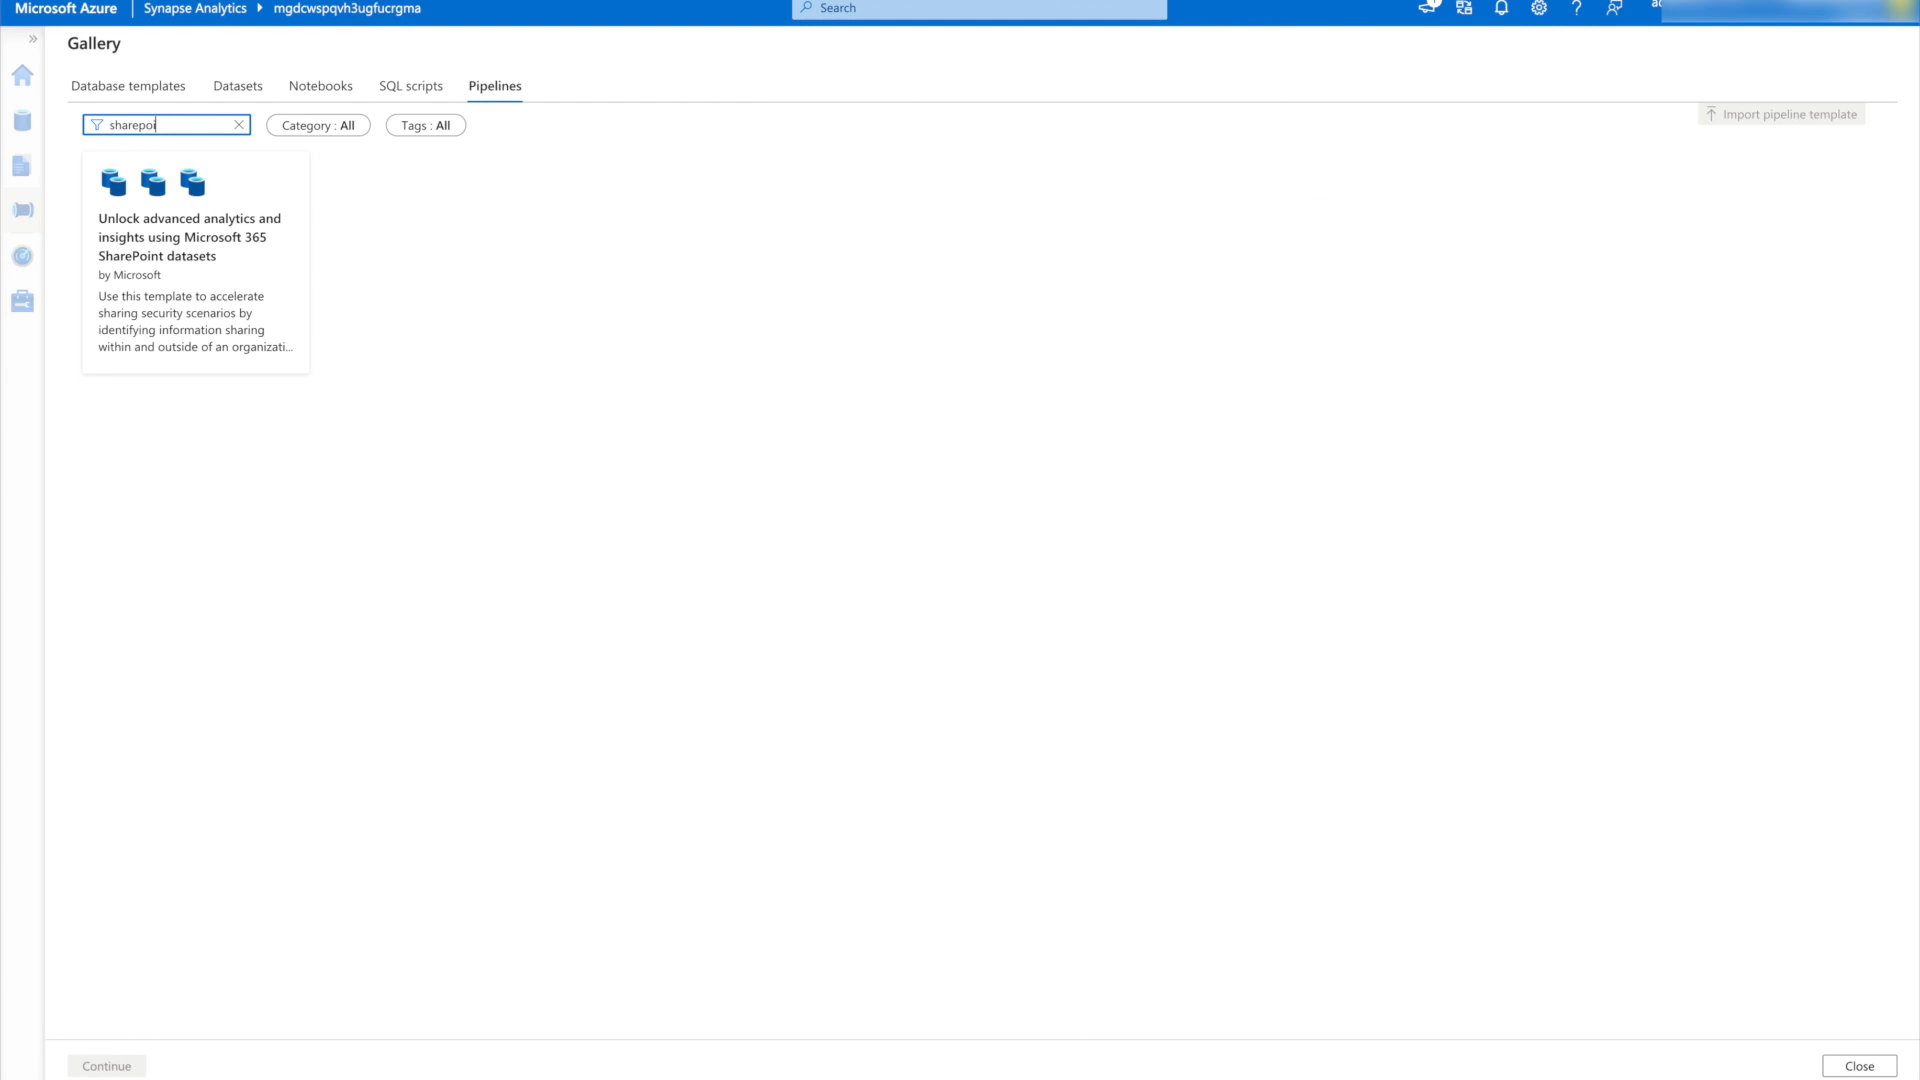 Microsoft Azure
Synapse Analytics
mgdcwspqvh3ugfucrgma
Search
Gallery
Database templates
Datasets
Notebooks
SQL scripts
Pipelines
sharepoi
Category : All
Tags : All
Import pipeline template
Unlock advanced analytics and
insights using Microsoft 365
SharePoint datasets
by Microsoft
Use this template to accelerate
sharing security scenarios by
identifying information sharing
within and outside of an organizati...
Continue
Close